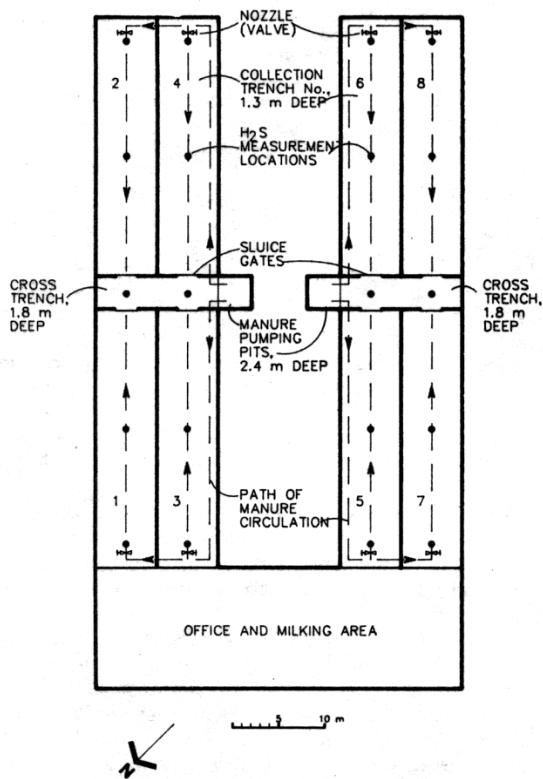 NOZZLE
(VALVE)
2
4
6
8
COLLECTION
TRENCH No.,
1.3 m DEEP
H2S
MEASUREMENT
LOCATIONS
SLUICE
GATES
CROSS
TRENCH,
1.8 m
DEEP
CROSS
TRENCH,
1.8 m
DEEP
MANURE
PUMPING
PITS,
2.4 m DEEP
1
3
5
7
PATH OF
MANURE
CIRCULATION
OFFICE AND MILKING AREA
5 10 m
N